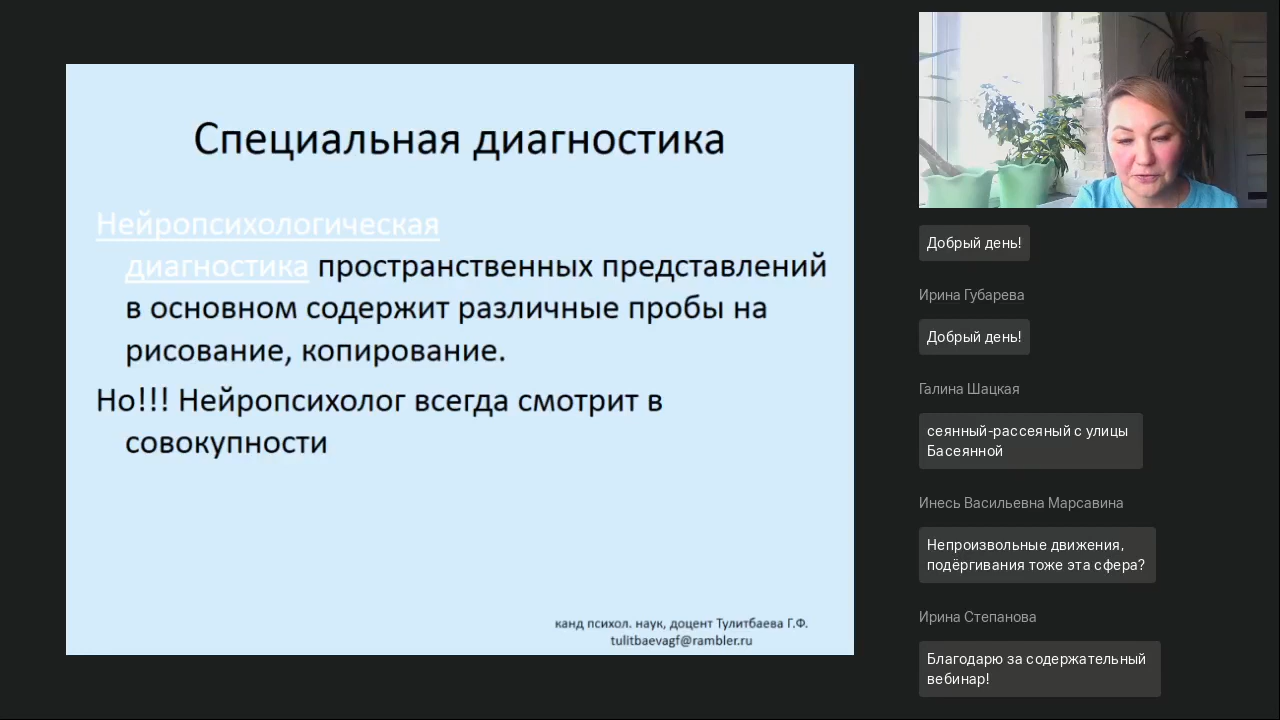 Специальная диагностика
Нейропсихологическая
диагностика пространственных представлений
в основном содержит различные пробы на
рисование, копирование.
Но!!! Нейропсихолог всегда смотрит в
совокупности
канд психол. наук, доцент Тулитбаева Г.Ф.
tulitbaevagf@rambler.ru
Добрый день!
Ирина Губарева
Добрый день!
Галина Шацкая
сеянный-рассеяный с улицы
Басеянной
Инесь Васильевна Марсавина
Непроизвольные движения,
подёргивания тоже эта сфера?
Ирина Степанова
Благодарю за содержательный
вебинар!